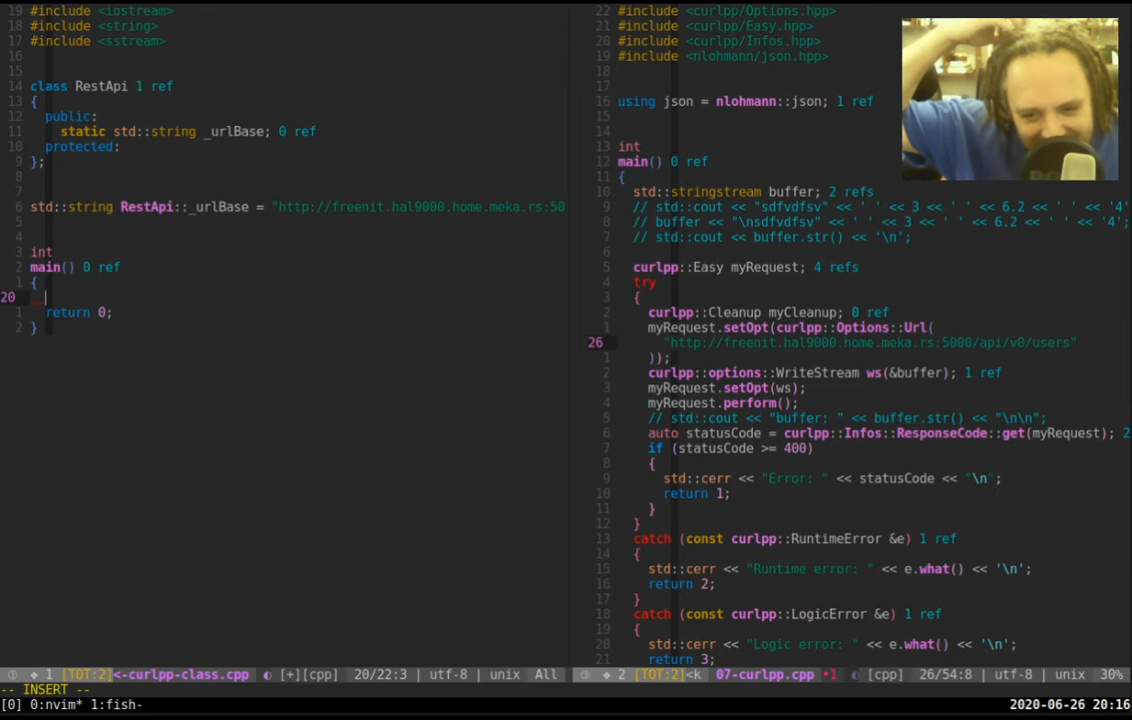 19 #include <iostream>
18 #include <string>
17 #include <sstream>
16
15
14 class RestApi 1 ref
13 {
12 public:
11 static std::string _urlBase; 0 ref
10 protected:
9 };
8
7
6 std::string RestApi::_urlBase = "http://freenit.hal9000.home.meka.rs:50
5
4
3 int
2 main() 0 ref
1 {
20
1 return 0;
2 }
22 #include <curlpp/Options.hpp>
21 #include <curlpp/Easy.hpp>
20 #include <curlpp/Infos.hpp>
19 #include <nlohmann/json.hpp>
18
17
16 using json = nlohmann::json; 1 ref
15
14
13 int
12 main() 0 ref
11 {
10 std::stringstream buffer; 2 refs
9 // std::cout << "sdfvdfsv" << ' ' << 3 << ' ' << 6.2 << ' ' << '4'
8 // buffer << "\nsdfvdfsv" << ' ' << 3 << ' ' << 6.2 << ' ' << '4';
7 // std::cout << buffer.str() << '\n';
6
5 curlpp::Easy myRequest; 4 refs
4 try
3 {
2 curlpp::Cleanup myCleanup; 0 ref
1 myRequest.setOpt(curlpp::Options::Url(
26 "http://freenit.hal9000.home.meka.rs:5000/api/v0/users"
1 ));
2 curlpp::options::WriteStream ws(&buffer); 1 ref
3 myRequest.setOpt(ws);
4 myRequest.perform();
5 // std::cout << "buffer: " << buffer.str() << "\n\n";
6 auto statusCode = curlpp::Infos::ResponseCode::get(myRequest); 2
7 if (statusCode >= 400)
8 {
9 std::cerr << "Error: " << statusCode << "\n";
10 return 1;
11 }
12 }
13 catch (const curlpp::RuntimeError &e) 1 ref
14 {
15 std::cerr << "Runtime error: " << e.what() << '\n';
16 return 2;
17 }
18 catch (const curlpp::LogicError &e) 1 ref
19 {
20 std::cerr << "Logic error: " << e.what() << '\n';
21 return 3;
1 [TOT:2]<-curlpp-class.cpp [+][cpp] 20/22:3 | utf-8 | unix All
2 [TOT:2]<k 07-curlpp.cpp •1 [cpp] 26/54:8 | utf-8 | unix 30%
-- INSERT --
[0] 0:nvim* 1:fish- 2020-06-26 20:16